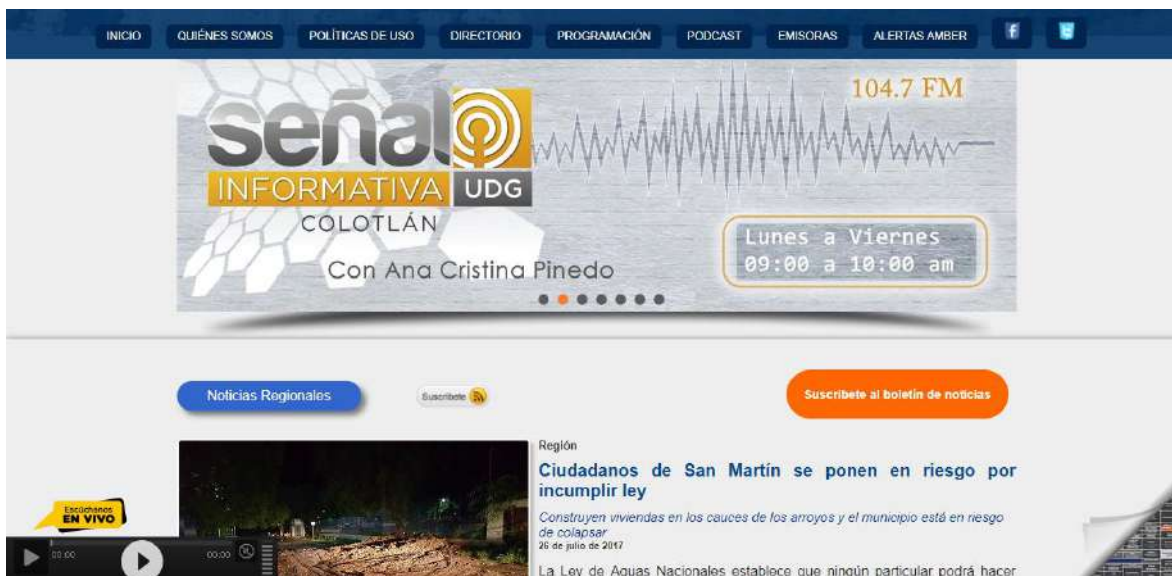 INICIO QUIÉNES SOMOS POLÍTICAS DE USO DIRECTORIO PROGRAMACIÓN PODCAST EMISORAS ALERTAS AMBER f
104.7 FM
señal
INFORMATIVA UDG
COLOTLÁN
Con Ana Cristina Pinedo
Lunes a Viernes
09:00 a 10:00 am
Noticias Regionales
Suscríbete
Suscríbete al boletín de noticias
Región
Ciudadanos de San Martín se ponen en riesgo por
incumplir ley
Construyen viviendas en los cauces de los arroyos y el municipio está en riesgo
de colapsar
26 de julio de 2017
La Ley de Aguas Nacionales establece que ningún particular podrá hacer
Escúchanos
EN VIVO
00:00 00:00